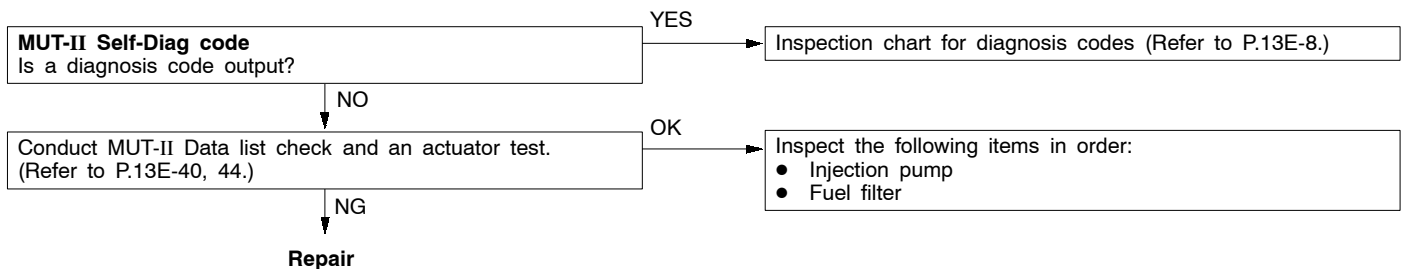 MUT-II Self-Diag code
Is a diagnosis code output?
YES
Inspection chart for diagnosis codes (Refer to P.13E-8.)
NO
Conduct MUT-II Data list check and an actuator test.
(Refer to P.13E-40, 44.)
OK
Inspect the following items in order:
● Injection pump
● Fuel filter
NG
Repair